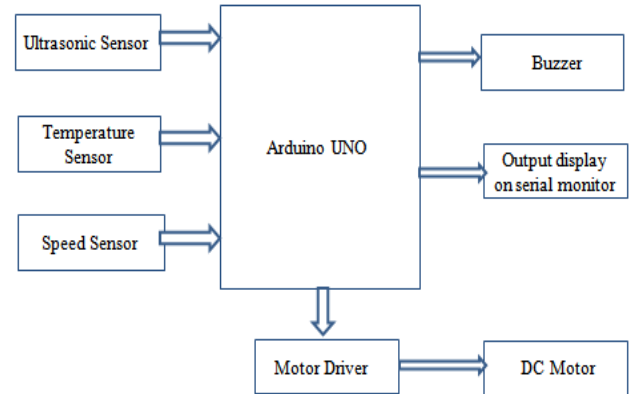 Ultrasonic Sensor
Temperature
Sensor
Speed Sensor
Arduino UNO
Buzzer
Output display
on serial monitor
Motor Driver
DC Motor